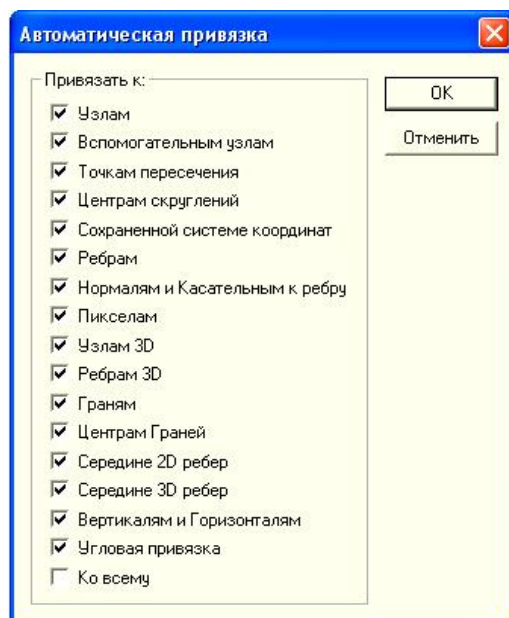 Автоматическая привязка
Привязать к:
Узлам
Вспомогательным узлам
Точкам пересечения
Центрам скруглений
Сохраненной системе координат
Ребрам
Нормалям и Касательным к ребру
Пикселам
Узлам 3D
Ребрам 3D
Граням
Центрам Граней
Середине 2D ребер
Середине 3D ребер
Вертикалям и Горизонталям
Угловая привязка
Ко всему
OK
Отменить